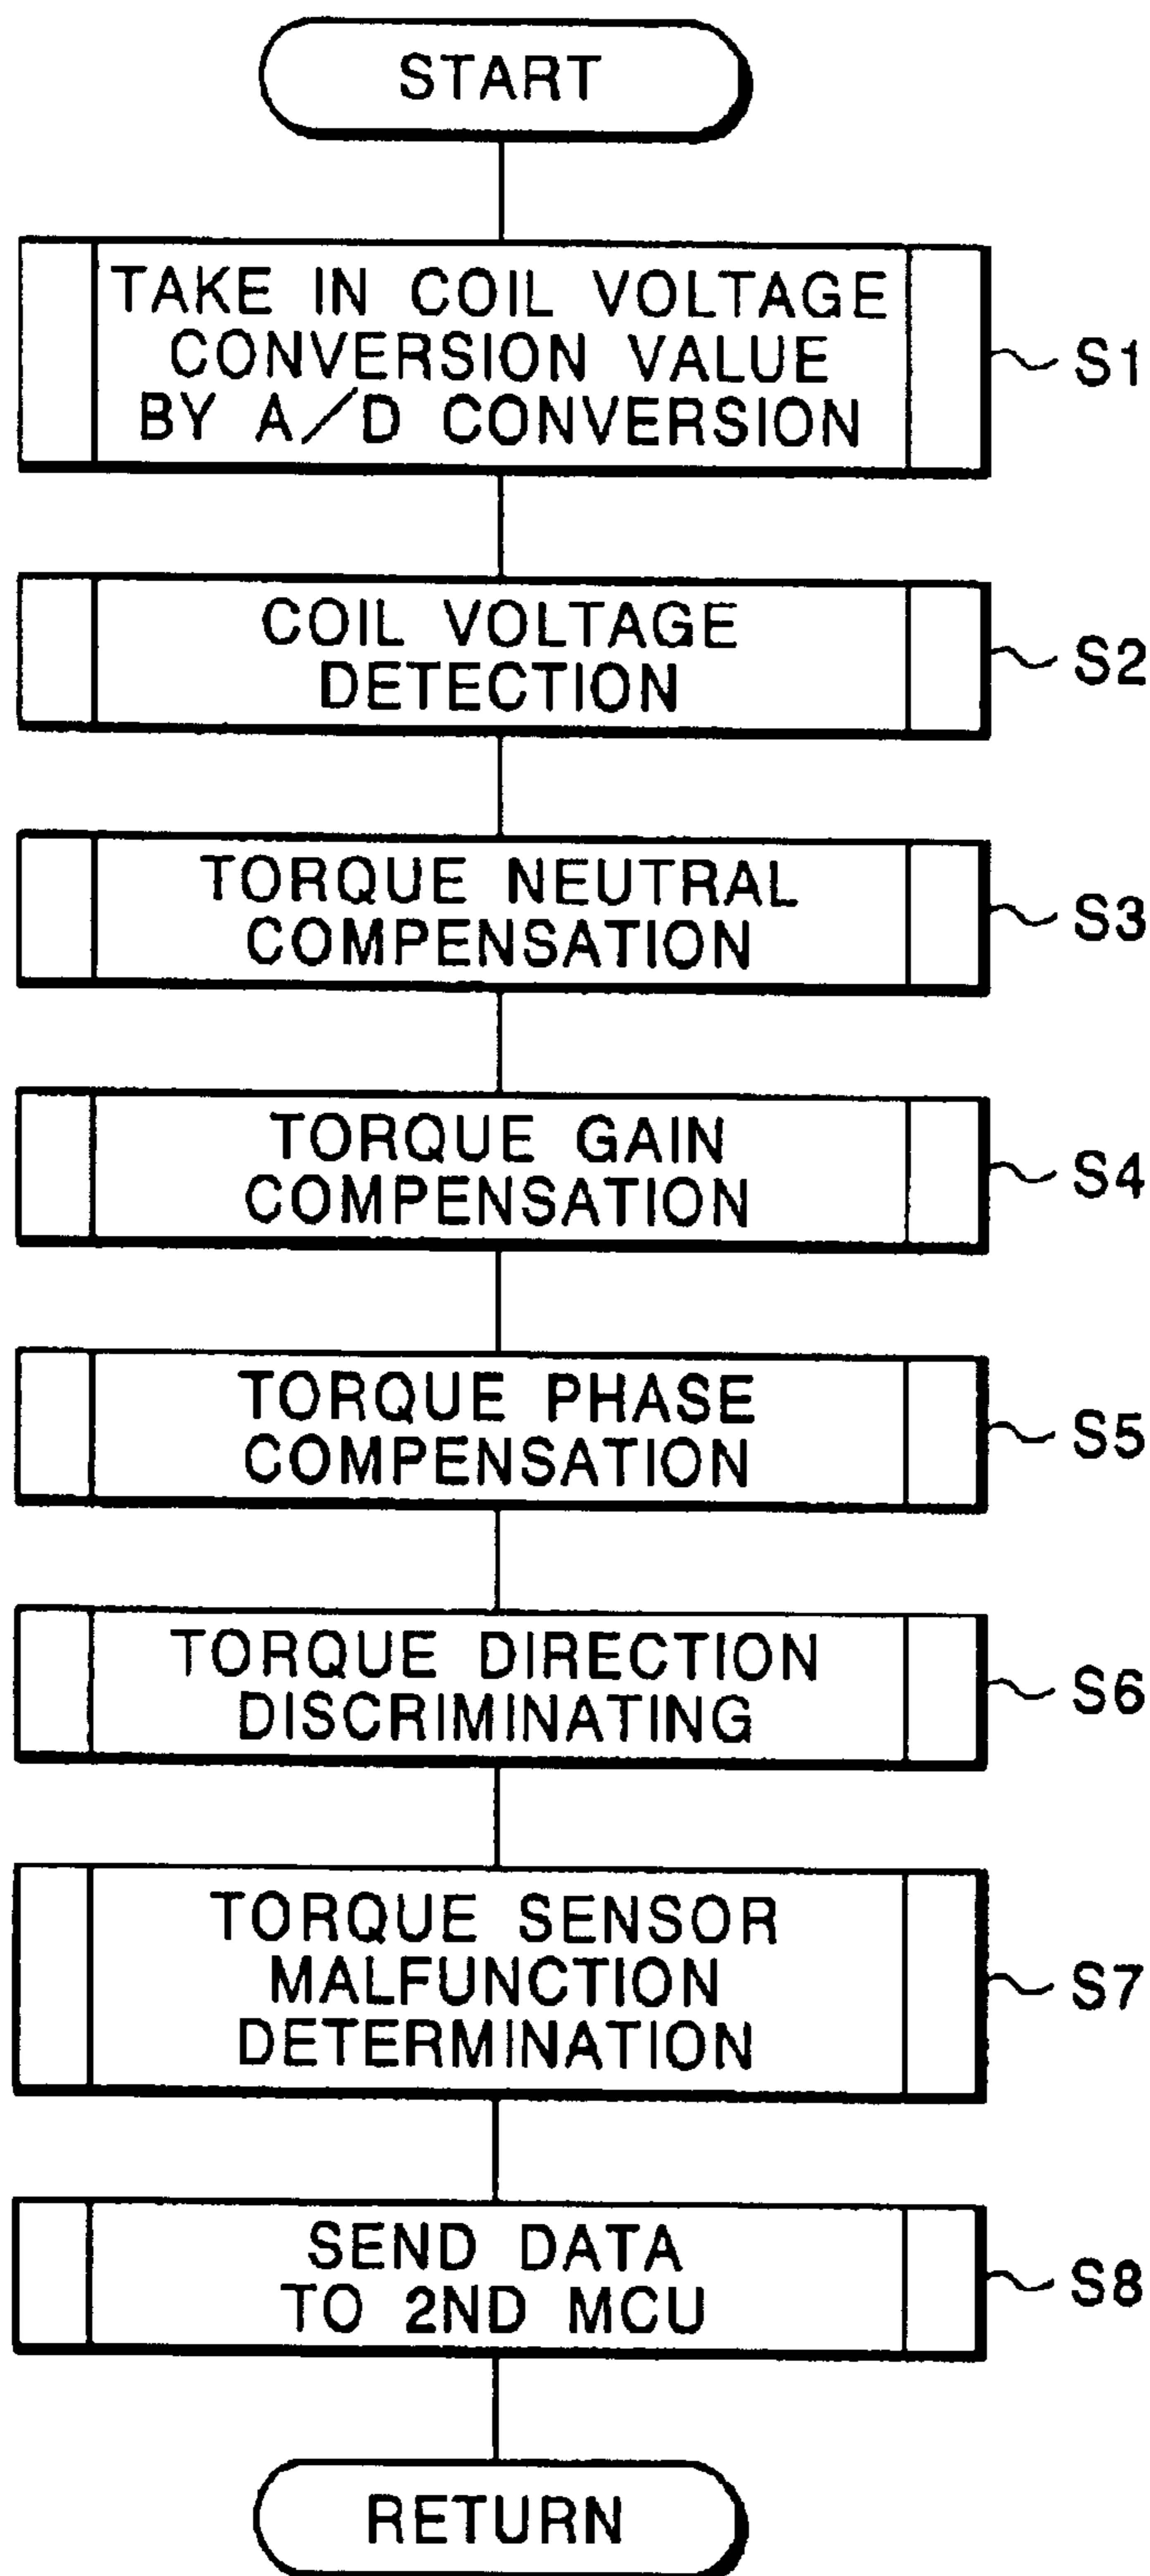 START
TAKE IN COIL VOLTAGE
CONVERSION VALUE
BY A/D CONVERSION
S1
COIL VOLTAGE
DETECTION
S2
TORQUE NEUTRAL
COMPENSATION
S3
TORQUE GAIN
COMPENSATION
S4
TORQUE PHASE
COMPENSATION
S5
TORQUE DIRECTION
DISCRIMINATING
S6
TORQUE SENSOR
MALFUNCTION
DETERMINATION
S7
SEND DATA
TO 2ND MCU
S8
RETURN